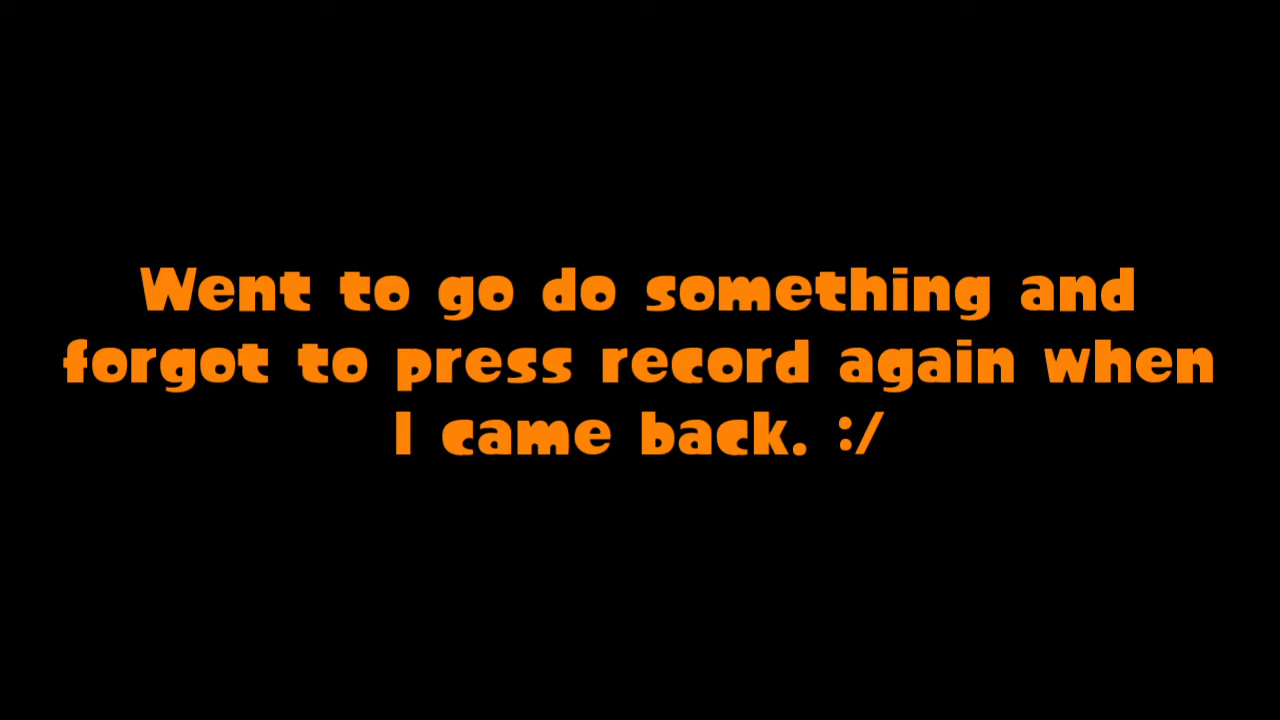 Went to go do something and
forgot to press record again when
I came back. :/